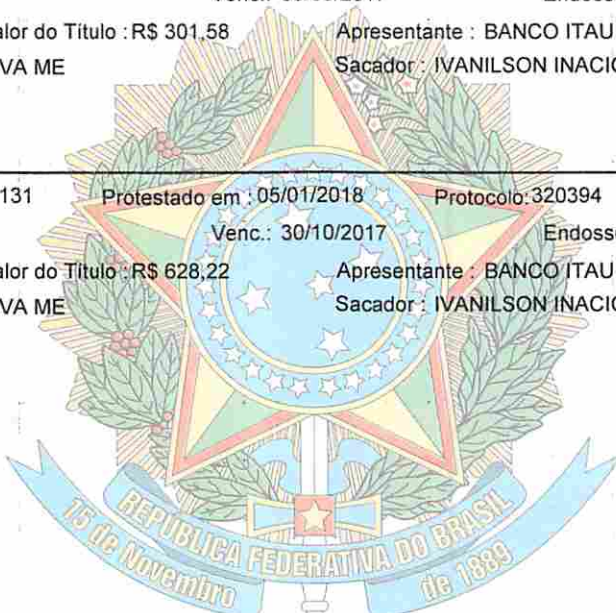 alor do Título : R$ 301,58 Apresentante : BANCO ITAU
VA ME Sacador : IVANILSON INACIO
131 Protestado em : 05/01/2018 Protocolo: 320394
Venc.: 30/10/2017 Endoss
alor do Título : R$ 628,22 Apresentante : BANCO ITAU
VA ME Sacador : IVANILSON INACIO
REPUBLICA FEDERATIVA DO BRASIL
15 de Novembro de 1889